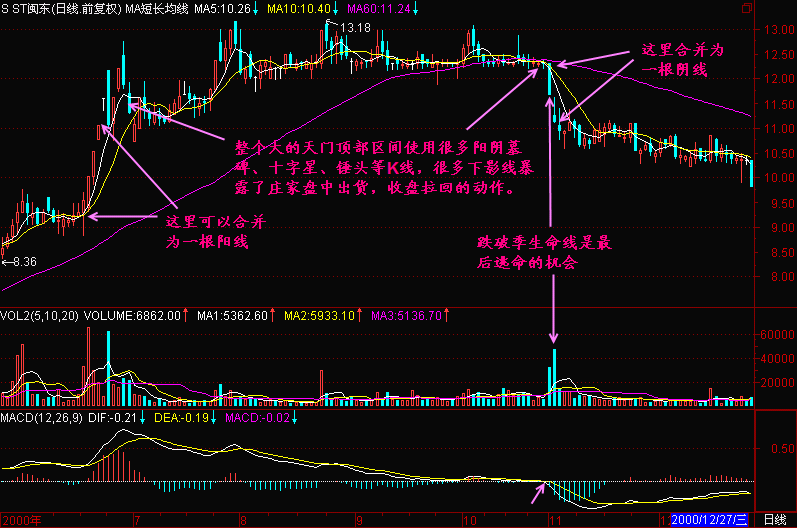 S ST闽东(日线.前复权) MA短长均线 MA5:10.26↓ MA10:10.40↓ MA60:11.24↓
13.18
13.00
12.50
12.00
11.50
11.00
10.50
10.00
9.50
9.00
8.50
8.00
这里合并为
一根阴线
整个大的天门顶部区间使用很多阳阴墓
碑、十字星、锤头等K线，很多下影线暴
露了庄家盘中出货，收盘拉回的动作。
这里可以合并
为一根阳线
跌破季生命线是最
后逃命的机会
8.36
VOL2(5,10,20) VOLUME:6862.00↑ MA1:5362.60↑ MA2:5933.10↑ MA3:5136.70↑
60000
40000
20000
MACD(12,26,9) DIF:-0.21↓ DEA:-0.19↓ MACD:-0.02↓
0.50
0.00
2000年 7 8 9 10 11 2000/12/27/三 日线